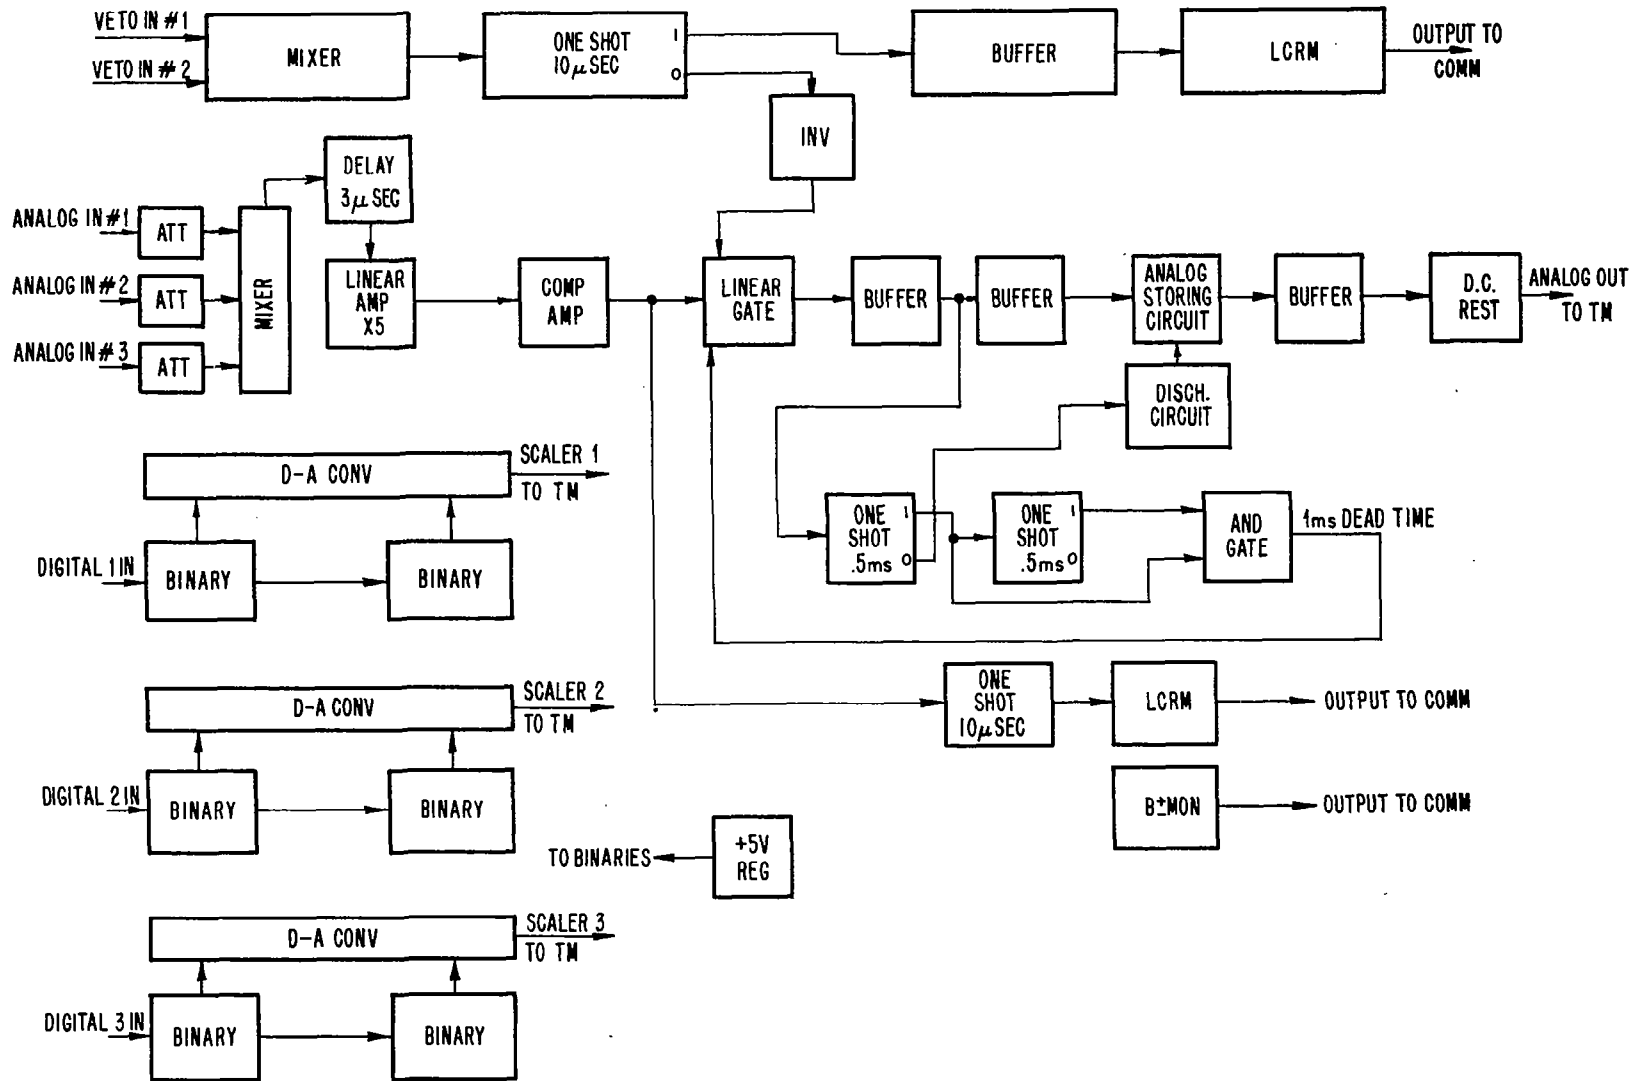 VETO IN #1
VETO IN #2
MIXER
ONE SHOT
10μSEC
1
0
BUFFER
LCRM
OUTPUT TO
COMM
INV
DELAY
3μSEC
ANALOG IN #1
ATT
ANALOG IN #2
ATT
ANALOG IN #3
ATT
MIXER
LINEAR
AMP
X5
COMP
AMP
LINEAR
GATE
BUFFER
BUFFER
ANALOG
STORING
CIRCUIT
BUFFER
D.C.
REST
ANALOG OUT
TO TM
DISCH.
CIRCUIT
ONE
SHOT
.5ms
1
0
ONE
SHOT
.5ms
1
0
AND
GATE
1ms DEAD TIME
D-A CONV
SCALER 1
TO TM
DIGITAL 1 IN
BINARY
BINARY
ONE
SHOT
10μSEC
LCRM
OUTPUT TO COMM
D-A CONV
SCALER 2
TO TM
DIGITAL 2 IN
BINARY
BINARY
B±MON
OUTPUT TO COMM
TO BINARIES
+5V
REG
D-A CONV
SCALER 3
TO TM
DIGITAL 3 IN
BINARY
BINARY